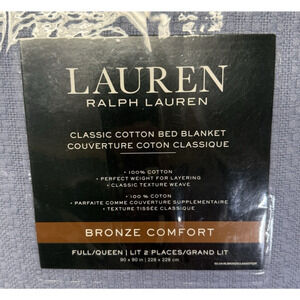 LAUREN
RALPH LAUREN
CLASSIC COTTON BED BLANKET
COUVERTURE COTON CLASSIQUE
• 100% COTTON
• PERFECT WEIGHT FOR LAYERING
• CLASSIC TEXTURE WEAVE
• 100 % COTON
• PARFAITE COMME COUVERTURE SUPPLEMENTAIRE
• TEXTURE TISSÉE CLASSIQUE
BRONZE COMFORT
FULL/QUEEN | LIT 2 PLACES/GRAND LIT
90 x 90 in | 228 x 228 cm